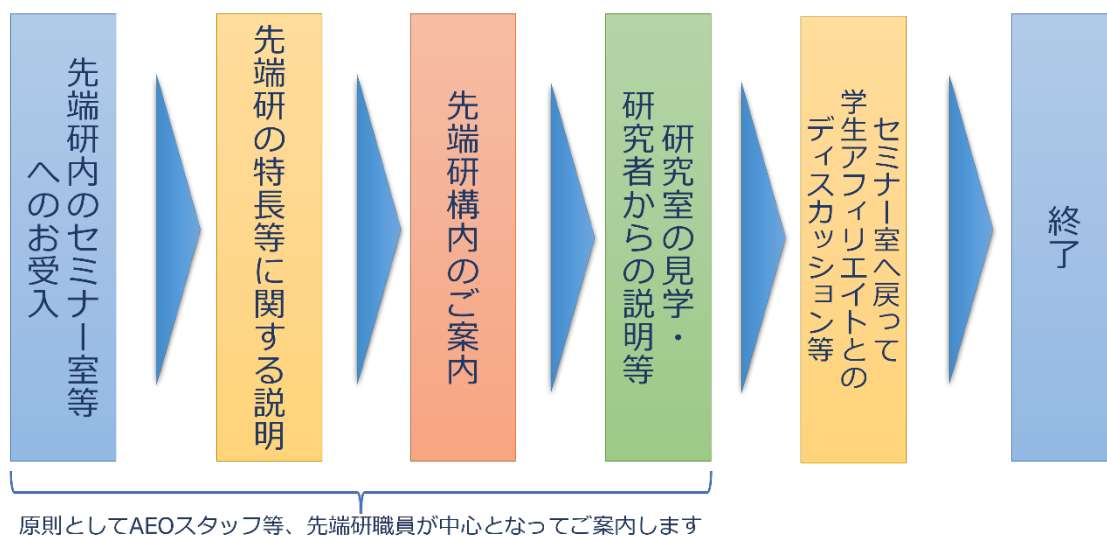 先端研内のセミナー室等
へのお受入
先端研の特長等に関する説明
先端研構内のご案内
研究室の見学・
研究者からの説明等
セミナー室へ戻って
学生アフィリエイトとの
ディスカッション等
終了
原則としてAEOスタッフ等、先端研職員が中心となってご案内します